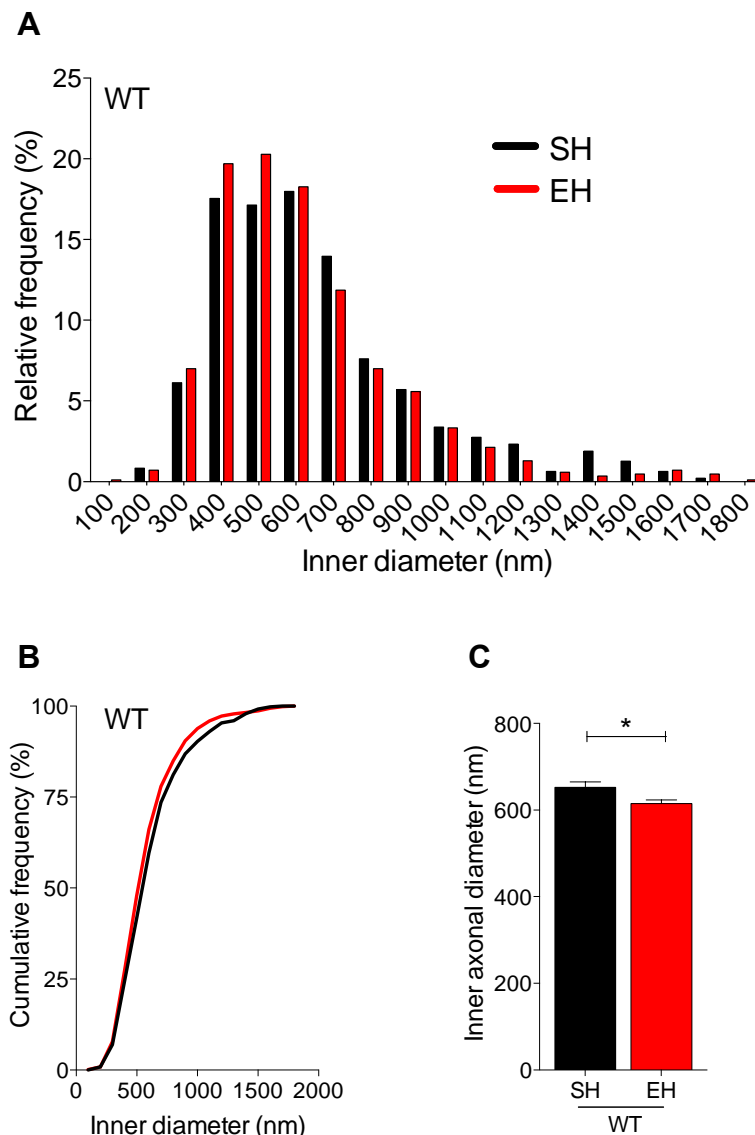 A
WT
SH
EH
Relative frequency (%)
25
20
15
10
5
0
100
200
300
400
500
600
700
800
900
1000
1100
1200
1300
1400
1500
1600
1700
1800
Inner diameter (nm)
B
WT
Cumulative frequency (%)
100
75
50
25
0
0 500 1000 1500 2000
Inner diameter (nm)
C
*
Inner axonal diameter (nm)
800
600
400
200
0
SH EH
WT